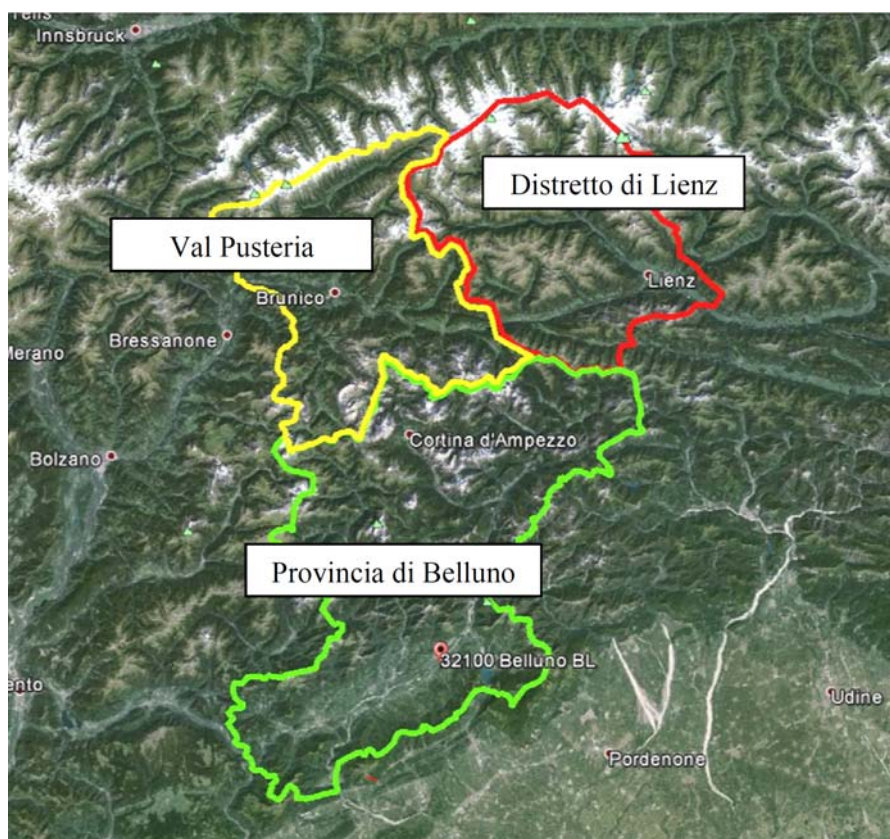 Innsbruck
Distretto di Lienz
Val Pusteria
Lienz
Brunico
Bressanone
Merano
Cortina d'Ampezzo
Bolzano
Provincia di Belluno
32100 Belluno BL
ento
Udine
Pordenone